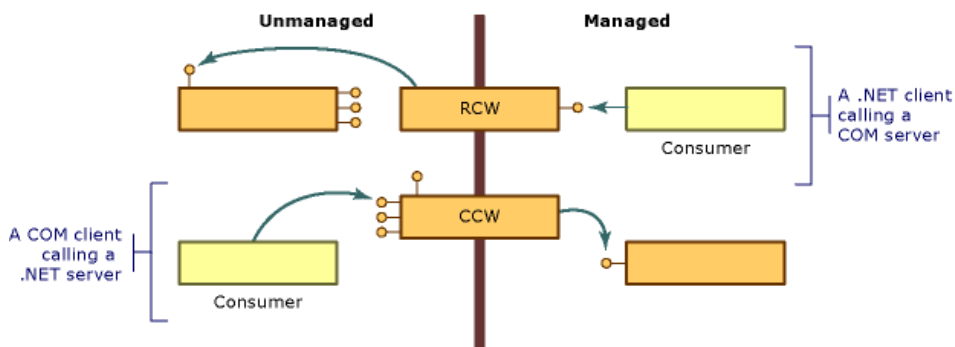 Unmanaged
Managed
RCW
Consumer
A .NET client
calling a
COM server
CCW
A COM client
calling a
.NET server
Consumer